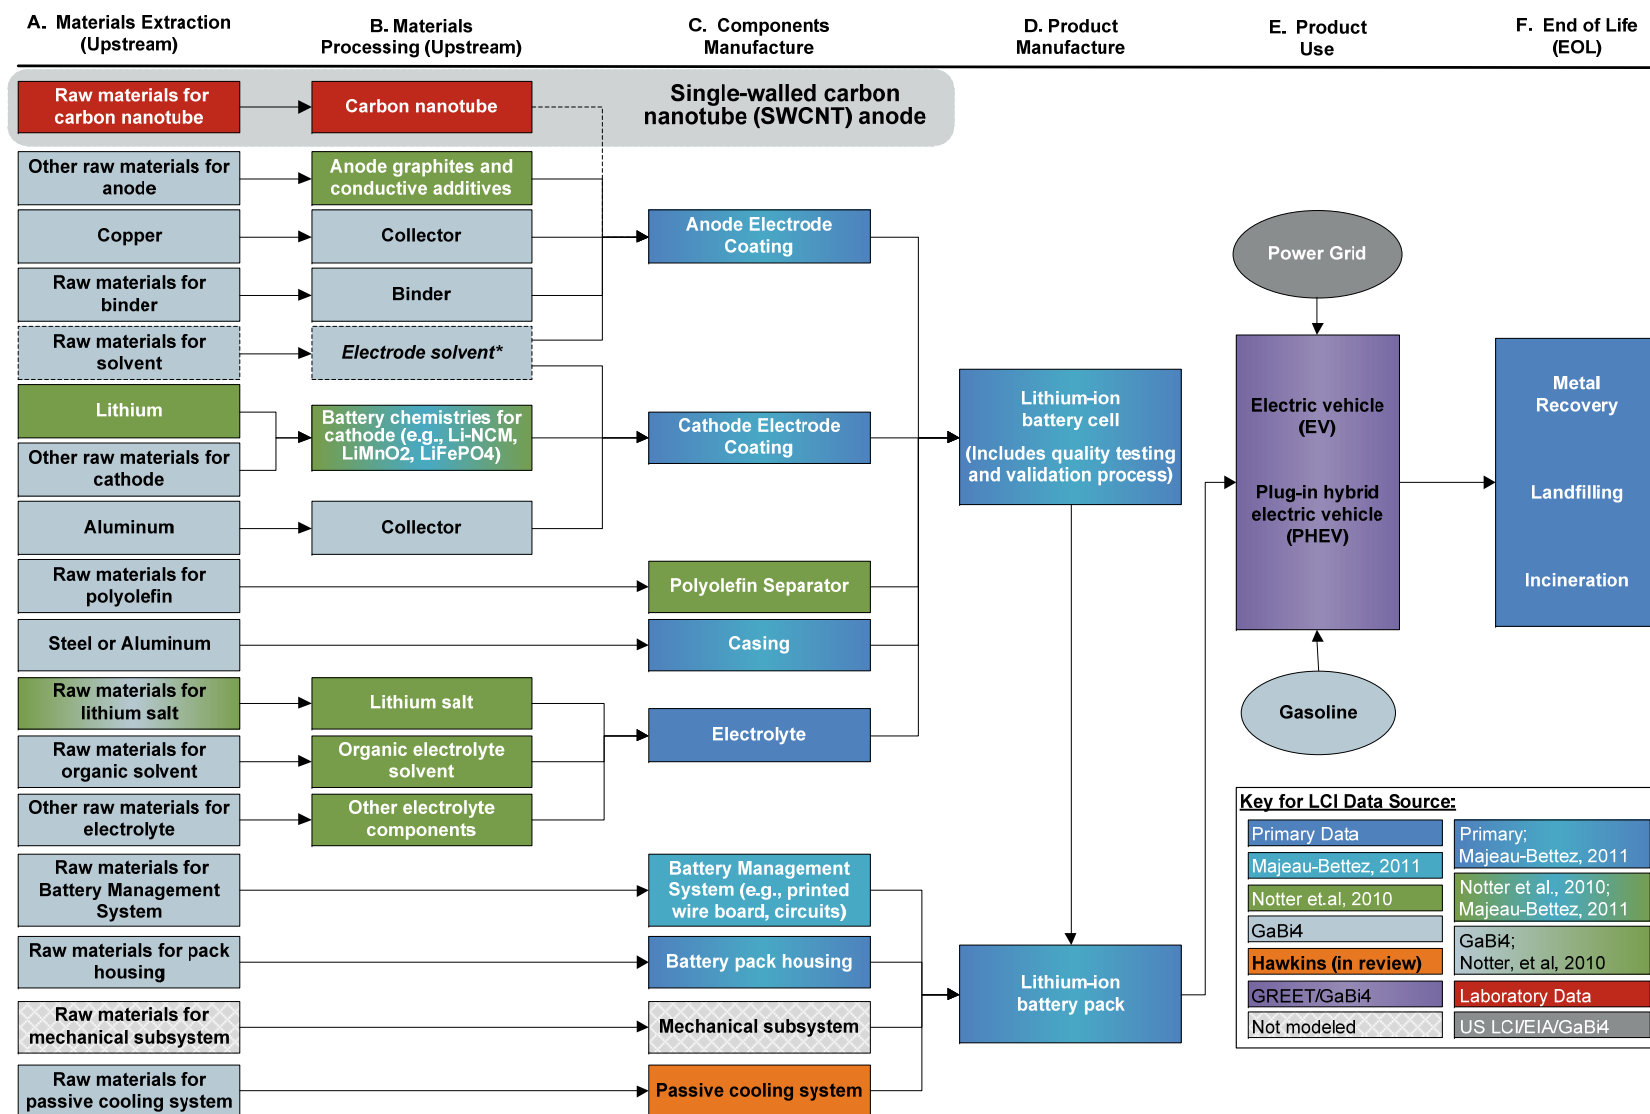 A. Materials Extraction
(Upstream)
B. Materials
Processing (Upstream)
C. Components
Manufacture
D. Product
Manufacture
E. Product
Use
F. End of Life
(EOL)
Raw materials for
carbon nanotube
Carbon nanotube
Single-walled carbon
nanotube (SWCNT) anode
Other raw materials for
anode
Anode graphites and
conductive additives
Copper
Collector
Anode Electrode
Coating
Raw materials for
binder
Binder
Raw materials for
solvent
Electrode solvent*
Lithium
Other raw materials for
cathode
Battery chemistries for
cathode (e.g., Li-NCM,
LiMnO2, LiFePO4)
Cathode Electrode
Coating
Aluminum
Collector
Raw materials for
polyolefin
Polyolefin Separator
Steel or Aluminum
Casing
Raw materials for
lithium salt
Lithium salt
Raw materials for
organic solvent
Organic electrolyte
solvent
Electrolyte
Other raw materials for
electrolyte
Other electrolyte
components
Raw materials for
Battery Management
System
Battery Management
System (e.g., printed
wire board, circuits)
Raw materials for pack
housing
Battery pack housing
Raw materials for
mechanical subsystem
Mechanical subsystem
Raw materials for
passive cooling system
Passive cooling system
Lithium-ion
battery cell
(Includes quality testing
and validation process)
Lithium-ion
battery pack
Power Grid
Electric vehicle
(EV)
Plug-in hybrid
electric vehicle
(PHEV)
Gasoline
Metal
Recovery
Landfilling
Incineration
Key for LCI Data Source:
Primary Data
Majeau-Bettez, 2011
Notter et.al, 2010
GaBi4
Hawkins (in review)
GREET/GaBi4
Not modeled
Primary;
Majeau-Bettez, 2011
Notter et al., 2010;
Majeau-Bettez, 2011
GaBi4;
Notter, et al, 2010
Laboratory Data
US LCI/EIA/GaBi4